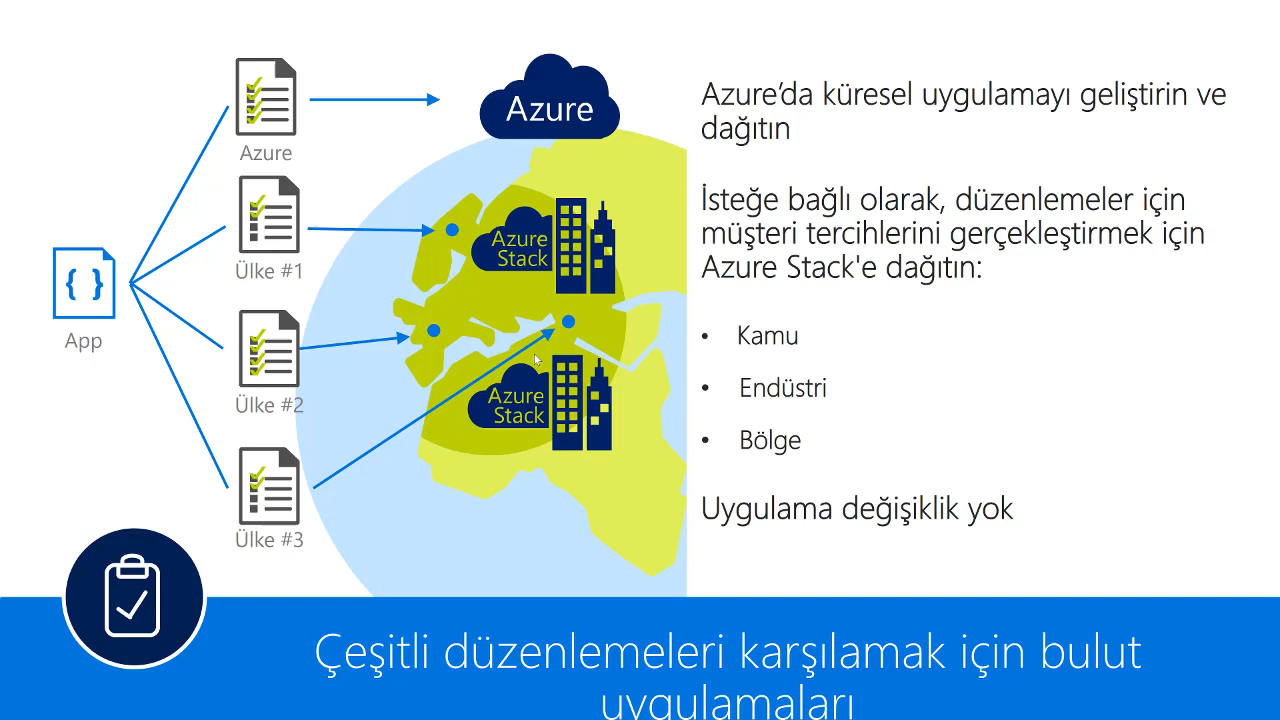 Azure
Azure
Azure'da küresel uygulamayı geliştirin ve
dağıtın
İsteğe bağlı olarak, düzenlemeler için
müşteri tercihlerini gerçekleştirmek için
Azure Stack'e dağıtın:
Azure
Stack
Ülke #1
{ }
App
• Kamu
• Endüstri
Azure
Stack
Ülke #2
• Bölge
Uygulama değişiklik yok
Ülke #3
Çeşitli düzenlemeleri karşılamak için bulut
uygulamaları